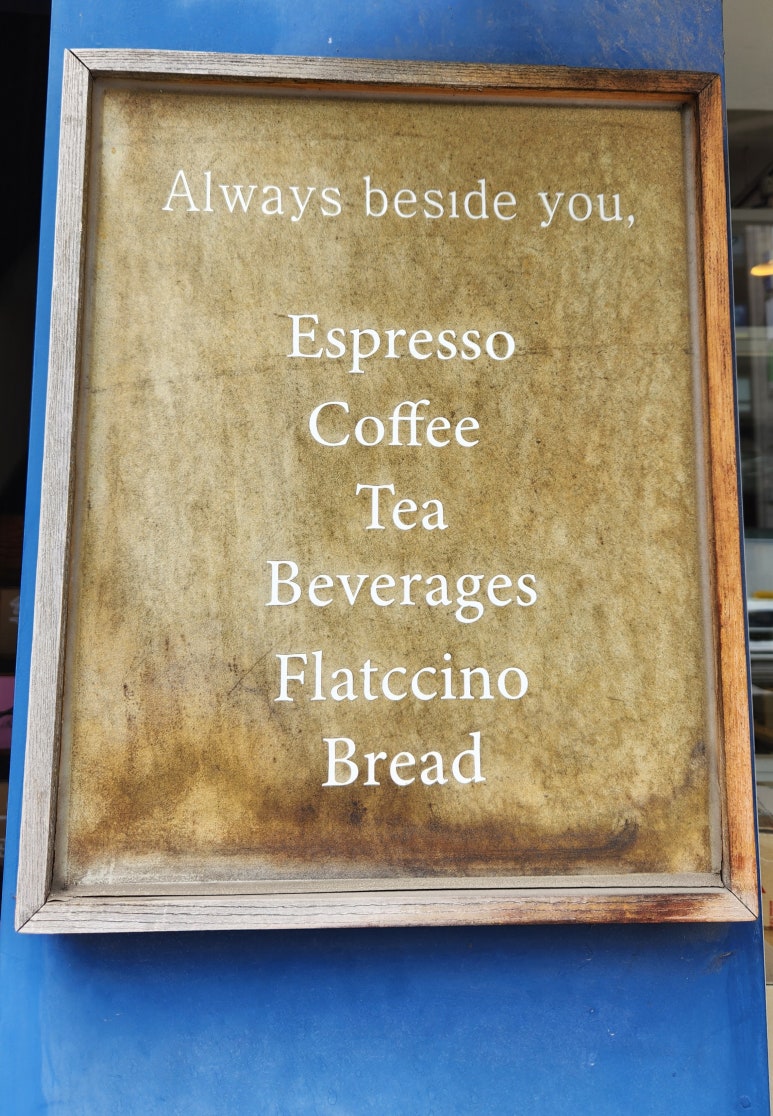 Always beside you,
Espresso
Coffee
Tea
Beverages
Flatccino
Bread